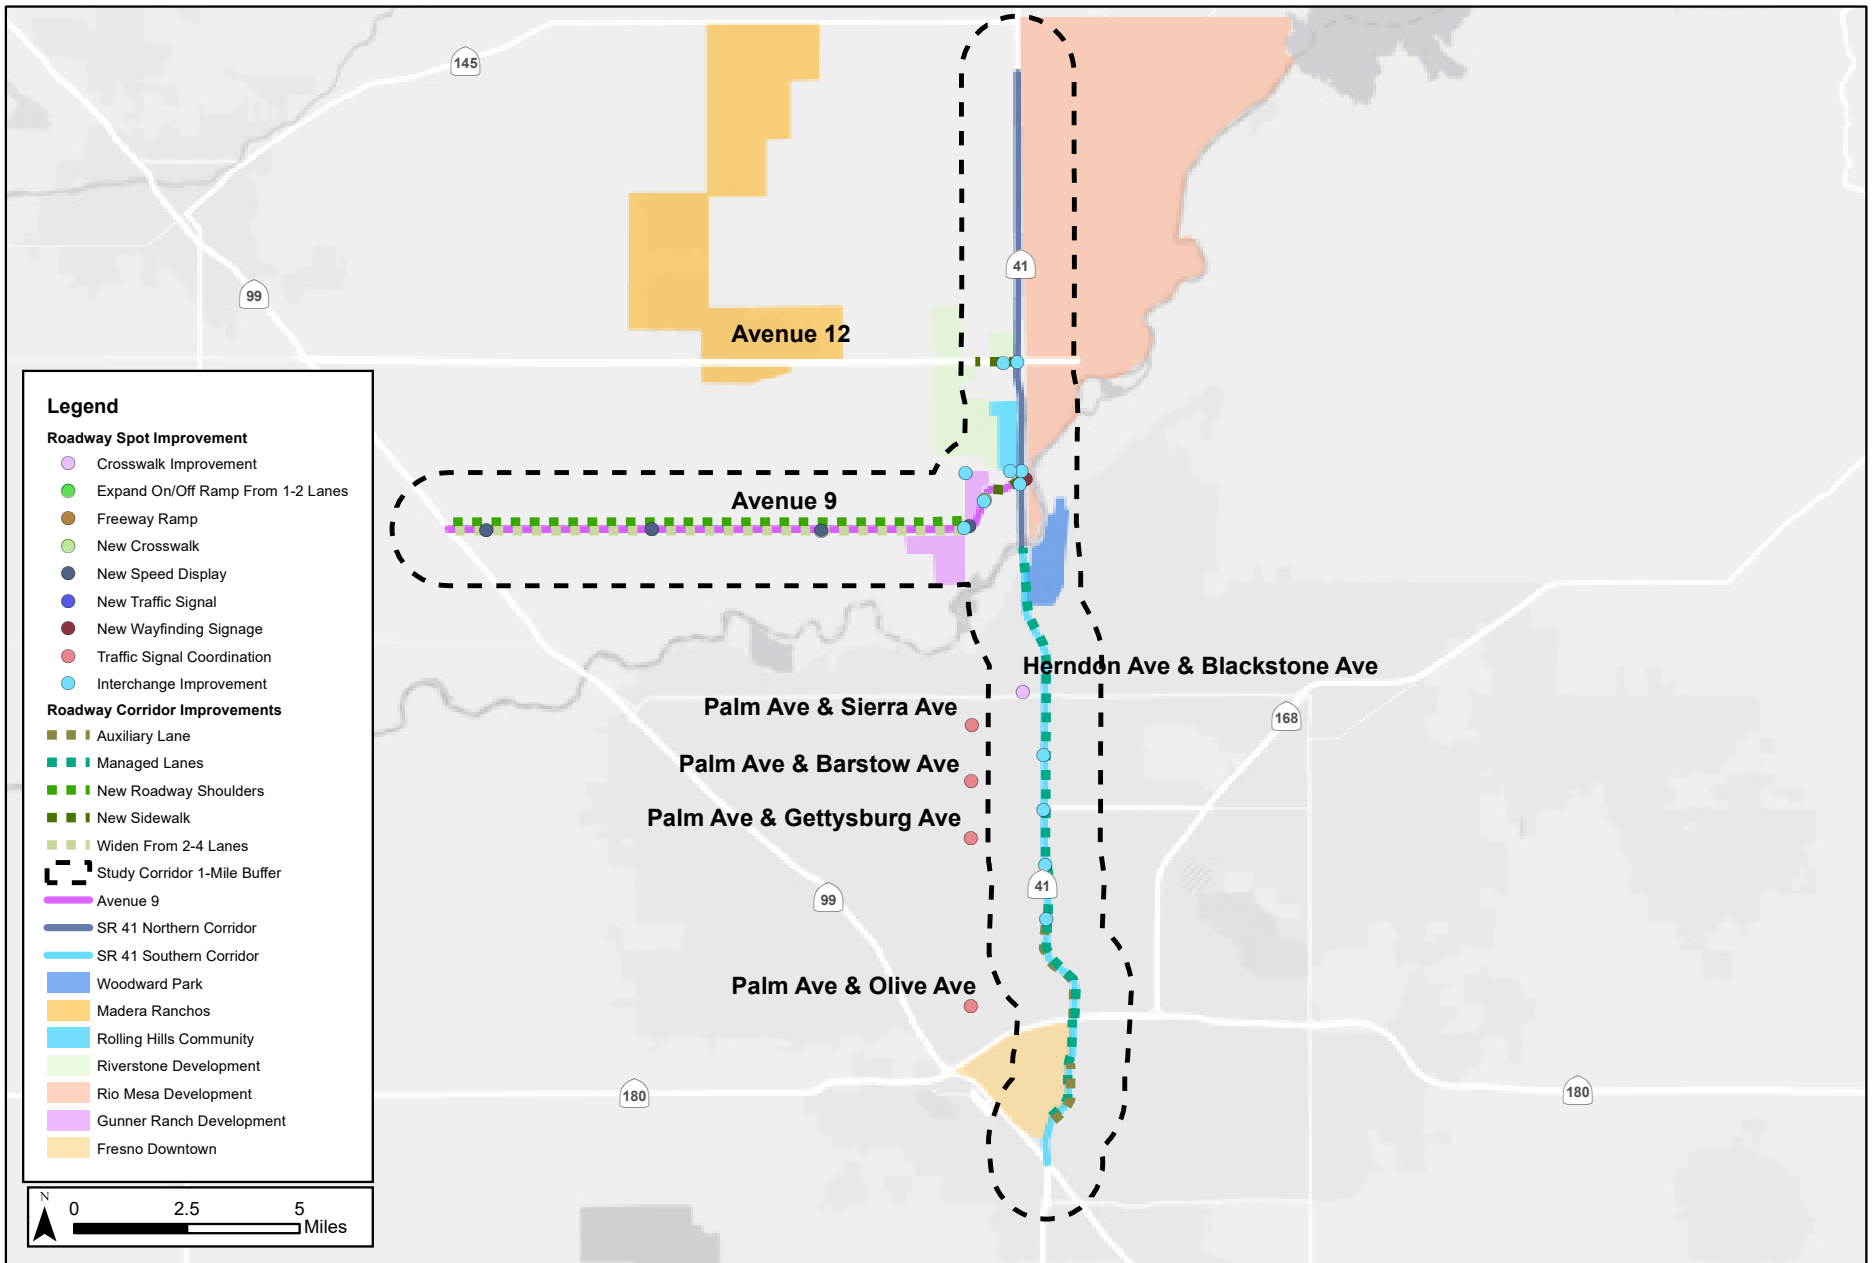 145
41
99
Avenue 12
Avenue 9
Herndon Ave & Blackstone Ave
Palm Ave & Sierra Ave
168
Palm Ave & Barstow Ave
Palm Ave & Gettysburg Ave
41
99
Palm Ave & Olive Ave
180
180
Legend
Roadway Spot Improvement
Crosswalk Improvement
Expand On/Off Ramp From 1-2 Lanes
Freeway Ramp
New Crosswalk
New Speed Display
New Traffic Signal
New Wayfinding Signage
Traffic Signal Coordination
Interchange Improvement
Roadway Corridor Improvements
Auxiliary Lane
Managed Lanes
New Roadway Shoulders
New Sidewalk
Widen From 2-4 Lanes
Study Corridor 1-Mile Buffer
Avenue 9
SR 41 Northern Corridor
SR 41 Southern Corridor
Woodward Park
Madera Ranchos
Rolling Hills Community
Riverstone Development
Rio Mesa Development
Gunner Ranch Development
Fresno Downtown
N
0 2.5 5
Miles